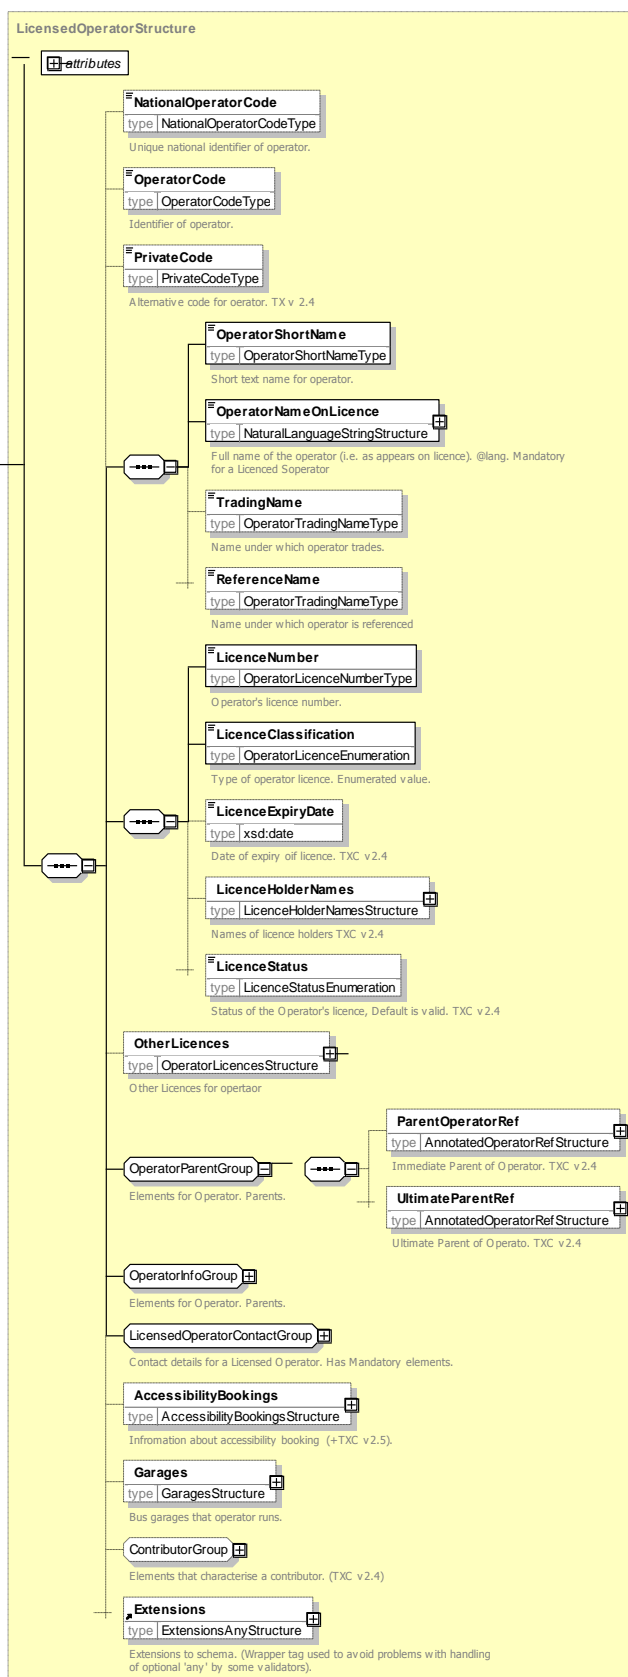 LicensedOperatorStructure
attributes
NationalOperatorCode
type NationalOperatorCodeType
Unique national identifier of operator.
OperatorCode
type OperatorCodeType
Identifier of operator.
PrivateCode
type PrivateCodeType
Alternative code for oerator. TX v 2.4
OperatorShortName
type OperatorShortNameType
Short text name for operator.
OperatorNameOnLicence
type NaturalLanguageStringStructure
Full name of the operator (i.e. as appears on licence). @lang. Mandatory
for a Licenced Soperator
TradingName
type OperatorTradingNameType
Name under which operator trades.
ReferenceName
type OperatorTradingNameType
Name under which operator is referenced
LicenceNumber
type OperatorLicenceNumberType
Operator's licence number.
LicenceClassification
type OperatorLicenceEnumeration
Type of operator licence. Enumerated value.
LicenceExpiryDate
type xsd:date
Date of expiry oif licence. TXC v2.4
LicenceHolderNames
type LicenceHolderNamesStructure
Names of licence holders TXC v2.4
LicenceStatus
type LicenceStatusEnumeration
Status of the Operator's licence, Default is valid. TXC v2.4
OtherLicences
type OperatorLicencesStructure
Other Licences for opertaor
ParentOperatorRef
type AnnotatedOperatorRefStructure
Immediate Parent of Operator. TXC v2.4
OperatorParentGroup
Elements for Operator. Parents.
UltimateParentRef
type AnnotatedOperatorRefStructure
Ultimate Parent of Operato. TXC v2.4
OperatorInfoGroup
Elements for Operator. Parents.
LicensedOperatorContactGroup
Contact details for a Licensed Operator. Has Mandatory elements.
AccessibilityBookings
type AccessibilityBookingsStructure
Infromation about accessibility booking (+TXC v2.5).
Garages
type GaragesStructure
Bus garages that operator runs.
ContributorGroup
Elements that characterise a contributor. (TXC v2.4)
Extensions
type ExtensionsAnyStructure
Extensions to schema. (Wrapper tag used to avoid problems with handling
of optional 'any' by some validators).